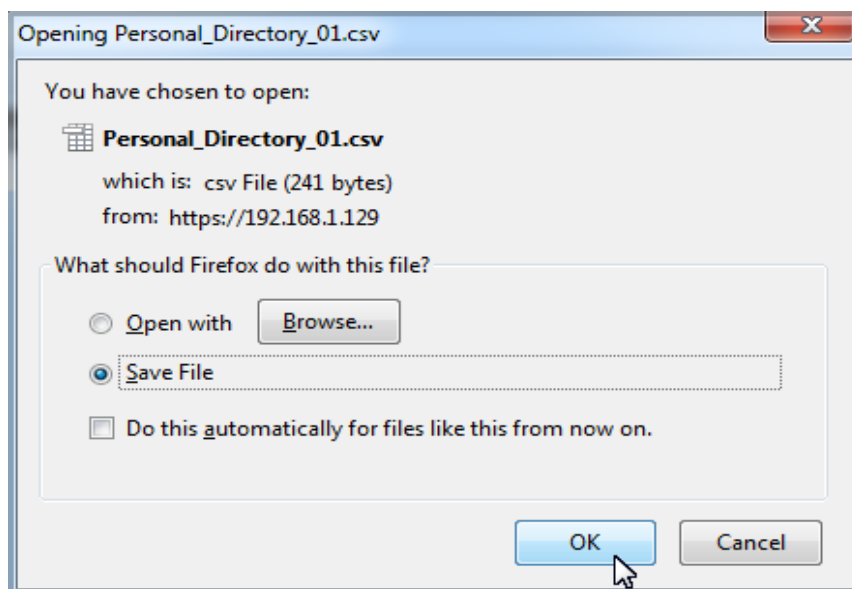 Opening Personal_Directory_01.csv
You have chosen to open:
Personal_Directory_01.csv
which is: csv File (241 bytes)
from: https://192.168.1.129
What should Firefox do with this file?
Open with Browse...
Save File
Do this automatically for files like this from now on.
OK Cancel